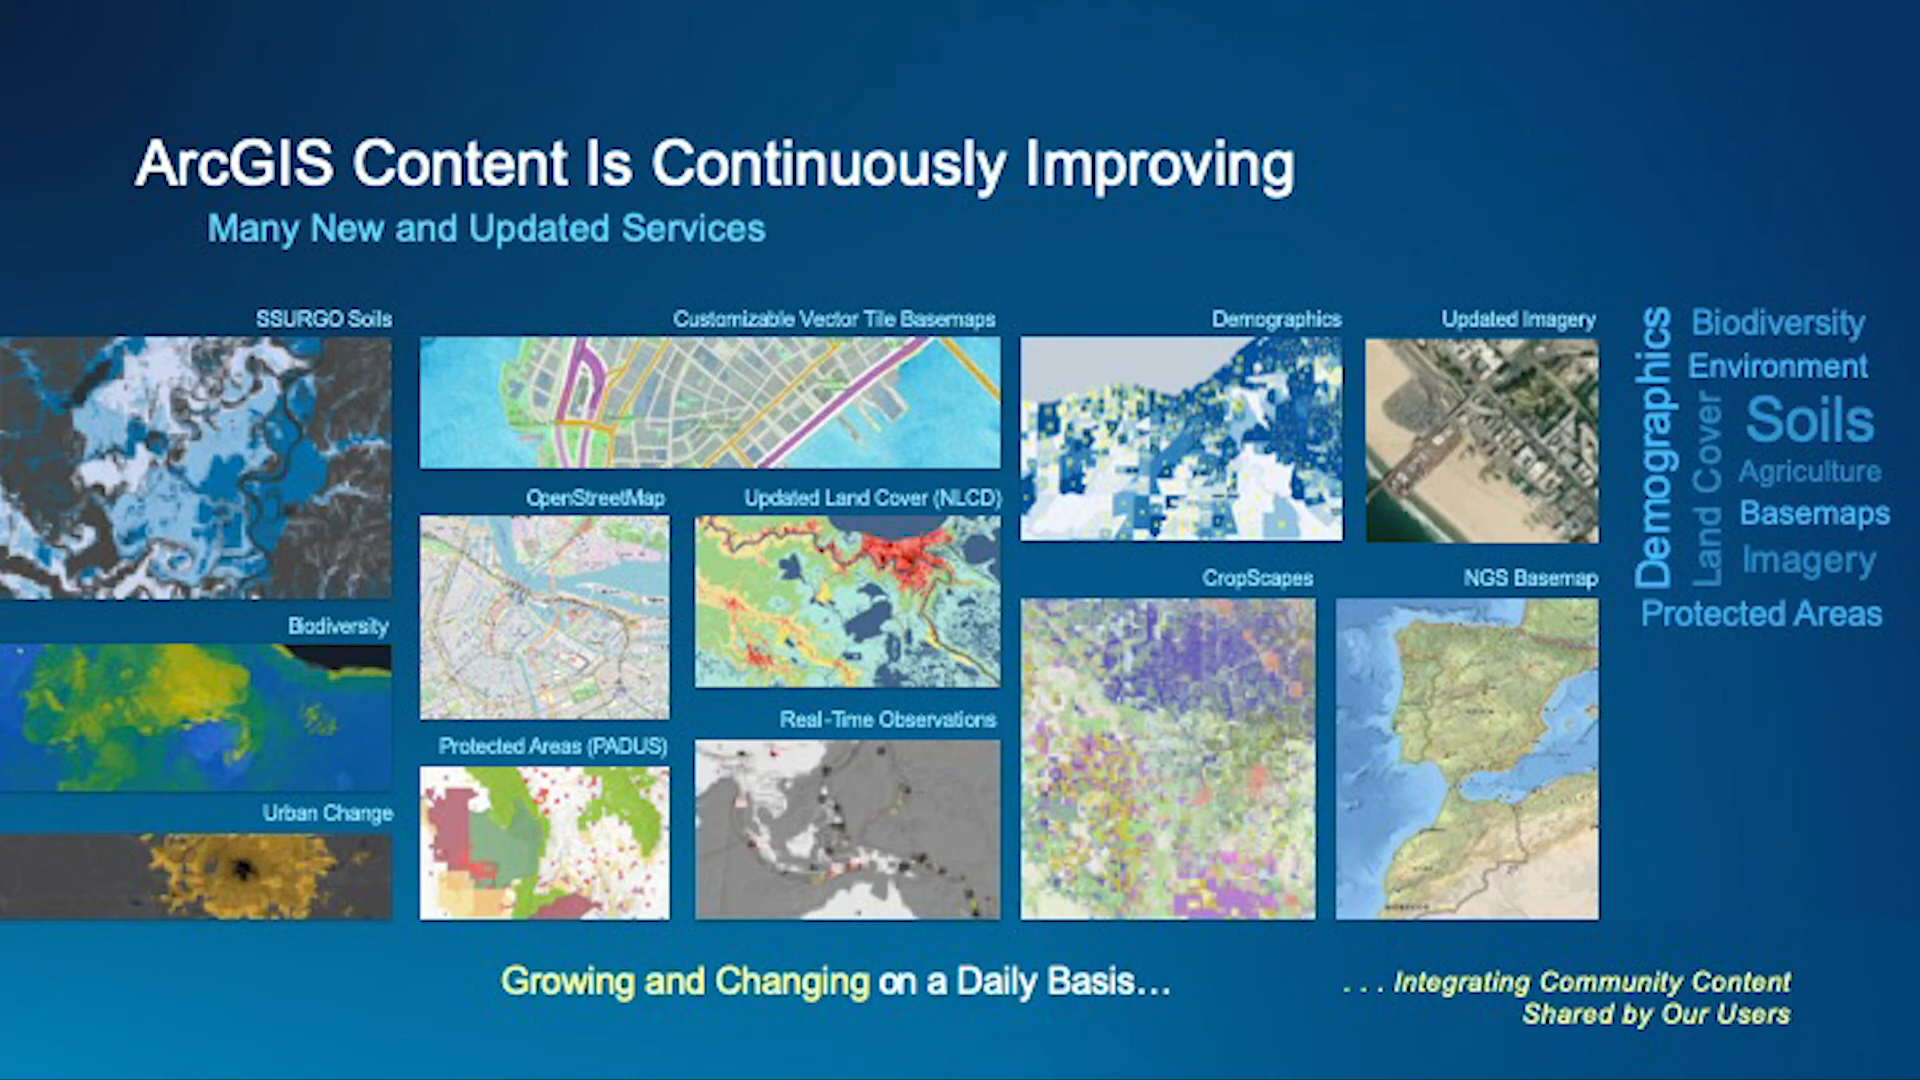 ArcGIS Content Is Continuously Improving
Many New and Updated Services
SSURGO Soils
Customizable Vector Tile Basemaps
Demographics
Updated Imagery
OpenStreetMap
Updated Land Cover (NLCD)
CropScapes
NGS Basemap
Biodiversity
Real-Time Observations
Protected Areas (PADUS)
Urban Change
Demographics
Land Cover
Biodiversity
Environment
Soils
Agriculture
Basemaps
Imagery
Protected Areas
Growing and Changing on a Daily Basis...
. . . Integrating Community Content
Shared by Our Users